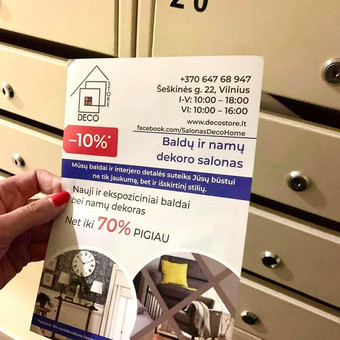 20
+370 647 68 947
Šeškinės g. 22, Vilnius
I-V: 10:00 – 18:00
VI: 10:00 – 16:00
www.decostore.lt
facebook.com/SalonasDecoHome
DECO
HOME
–10%*
Baldų ir namų
dekoro salonas
Mūsų baldai ir interjero detalės suteiks Jūsų būstui
ne tik jaukumą, bet ir išskirtinį stilių.
Nauji ir ekspoziciniai baldai
bei namų dekoras
Net iki 70% PIGIAU